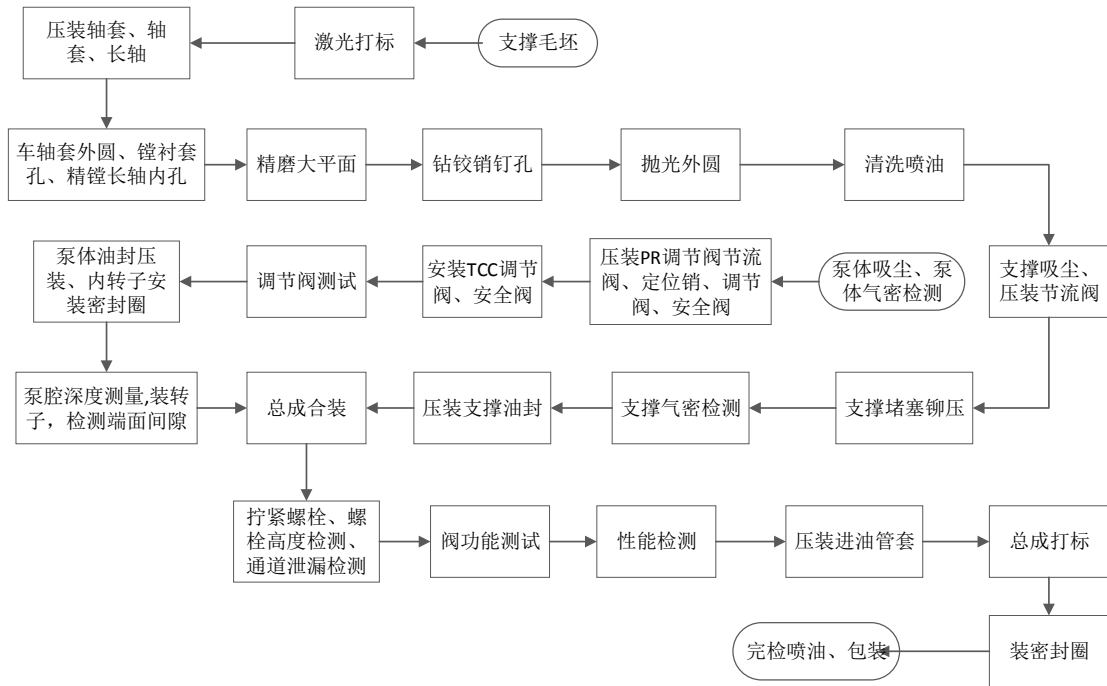 压装轴套、轴
套、长轴
激光打标
支撑毛坯
车轴套外圆、镗衬套
孔、精镗长轴内孔
精磨大平面
钻铰销钉孔
抛光外圆
清洗喷油
泵体油封压
装、内转子安
装密封圈
调节阀测试
安装TCC调节
阀、安全阀
压装PR调节阀节流
阀、定位销、调节
阀、安全阀
泵体吸尘、泵
体气密检测
支撑吸尘、
压装节流阀
泵腔深度测量,装转
子，检测端面间隙
总成合装
压装支撑油封
支撑气密检测
支撑堵塞铆压
拧紧螺栓、螺
栓高度检测、
通道泄漏检测
阀功能测试
性能检测
压装进油管套
总成打标
完检喷油、包装
装密封圈